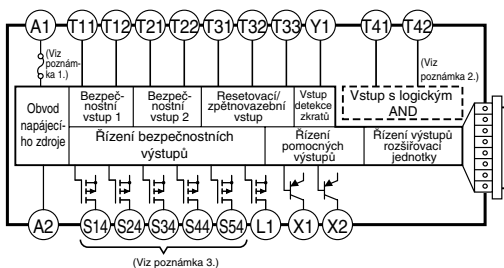 A1 T11 T12 T21 T22 T31 T32 T33 Y1 T41 T42
(Viz
poznám-
ka 1.)
(Viz
poznámka 2.)
Obvod
napájecí-
ho zdroje
Bezpeč-
nostní
vstup 1
Bezpeč-
nostní
vstup 2
Resetovací/
zpětnovazební
vstup
Vstup
detekce
zkratů
Vstup s logickým
AND
Řízení bezpečnostních
výstupů
Řízení
pomocných
výstupů
Řízení výstupů
rozšiřovací
jednotky
A2 S14 S24 S34 S44 S54 L1 X1 X2
(Viz poznámka 3.)